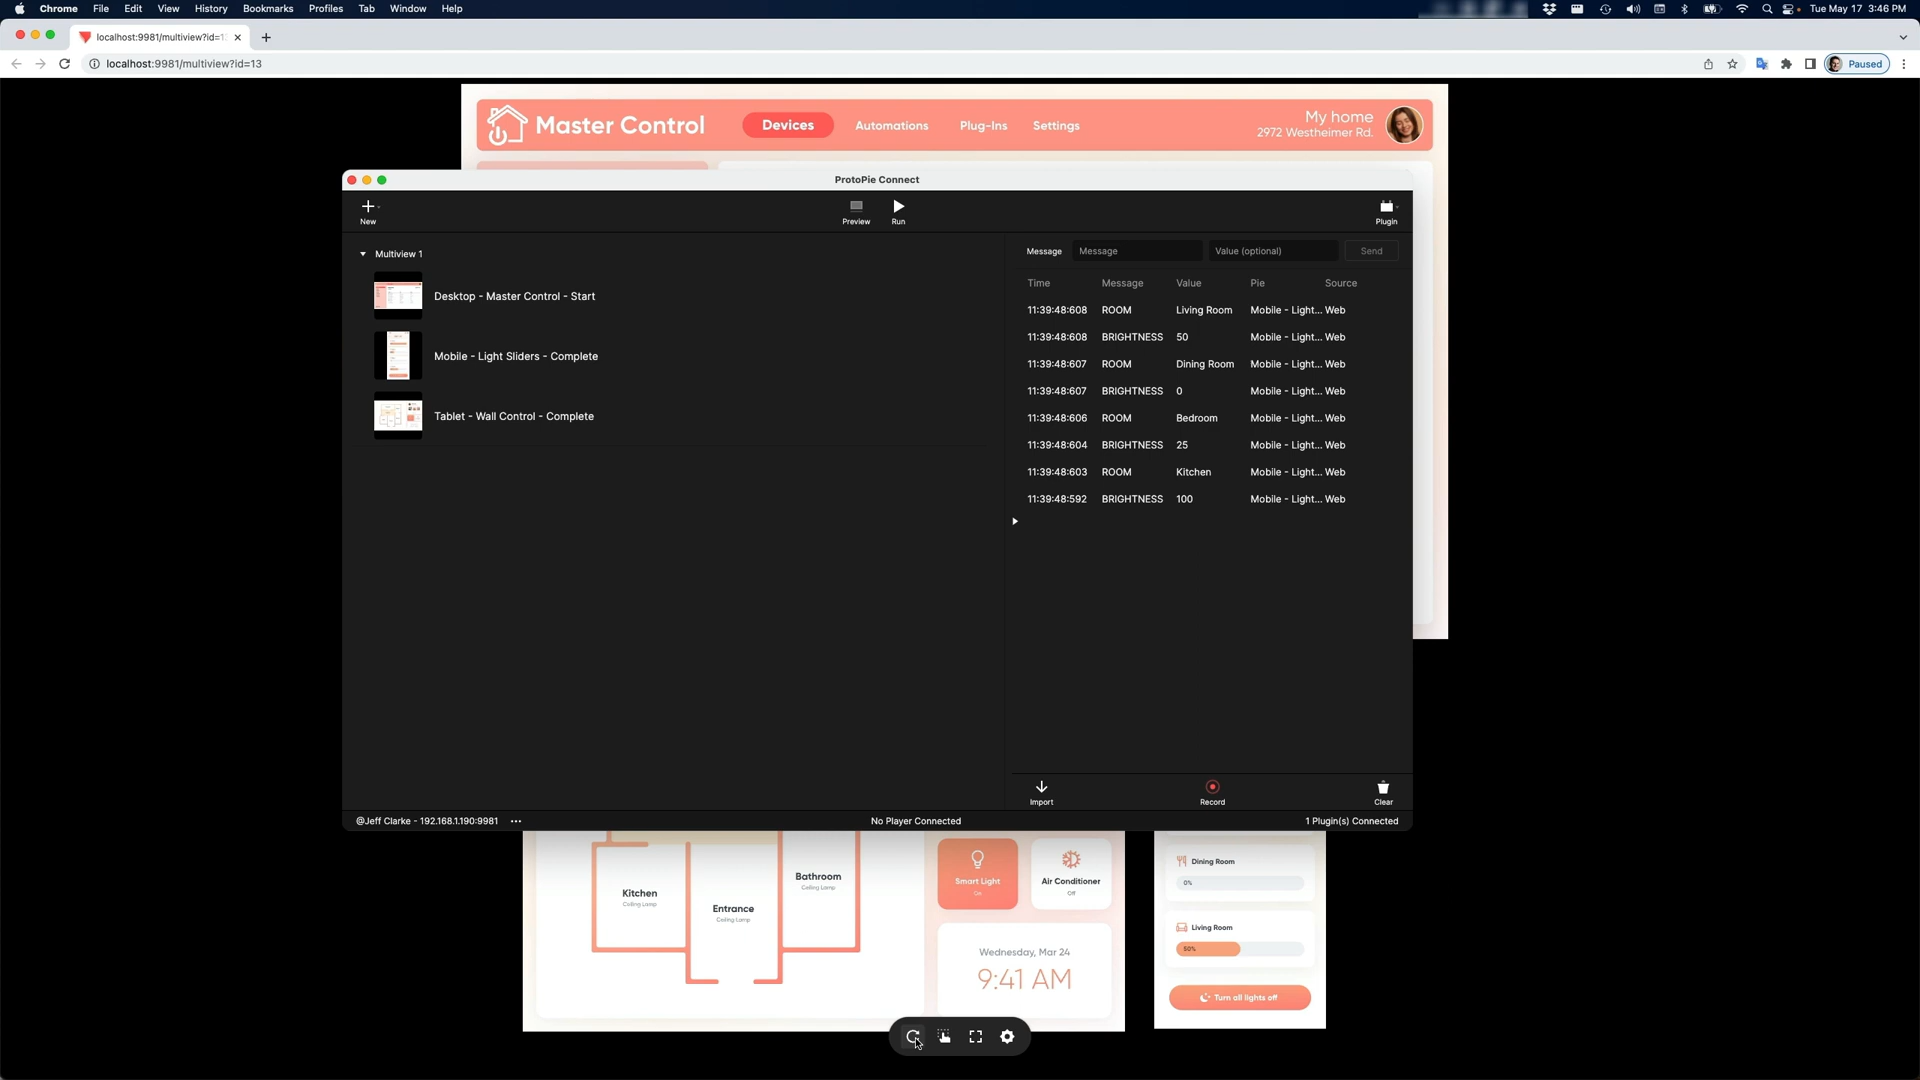 Chrome File Edit View History Bookmarks Profiles Tab Window Help
Tue May 17 3:46 PM
localhost:9981/multiview?id=1
localhost:9981/multiview?id=13
Paused
Master Control
Devices
Automations
Plug-Ins
Settings
My home
2972 Westheimer Rd.
ProtoPie Connect
New
Preview
Run
Plugin
Multiview 1
Desktop - Master Control - Start
Mobile - Light Sliders - Complete
Tablet - Wall Control - Complete
Message Message Value (optional) Send
Time Message Value Pie Source
11:39:48:608 ROOM Living Room Mobile - Light... Web
11:39:48:608 BRIGHTNESS 50 Mobile - Light... Web
11:39:48:607 ROOM Dining Room Mobile - Light... Web
11:39:48:607 BRIGHTNESS 0 Mobile - Light... Web
11:39:48:606 ROOM Bedroom Mobile - Light... Web
11:39:48:604 BRIGHTNESS 25 Mobile - Light... Web
11:39:48:603 ROOM Kitchen Mobile - Light... Web
11:39:48:592 BRIGHTNESS 100 Mobile - Light... Web
Import
Record
Clear
@Jeff Clarke - 192.168.1.190:9981 ...
No Player Connected
1 Plugin(s) Connected
Kitchen
Ceiling Lamp
Entrance
Ceiling Lamp
Bathroom
Ceiling Lamp
Smart Light
On
Air Conditioner
Off
Wednesday, Mar 24
9:41 AM
Dining Room
0%
Living Room
50%
Turn all lights off